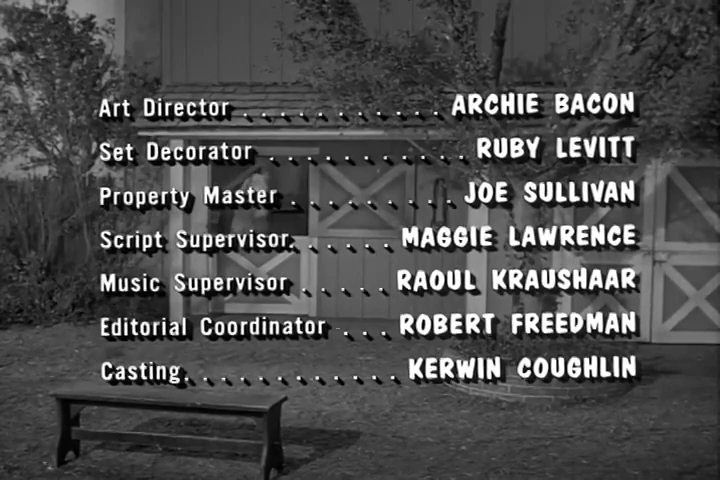 Art Director . . . . . . . . . . . ARCHIE BACON
Set Decorator . . . . . . . . . . . RUBY LEVITT
Property Master . . . . . . . . . JOE SULLIVAN
Script Supervisor. . . . . . MAGGIE LAWRENCE
Music Supervisor . . . . . RAOUL KRAUSHAAR
Editorial Coordinator . . . ROBERT FREEDMAN
Casting. . . . . . . . . . . . KERWIN COUGHLIN